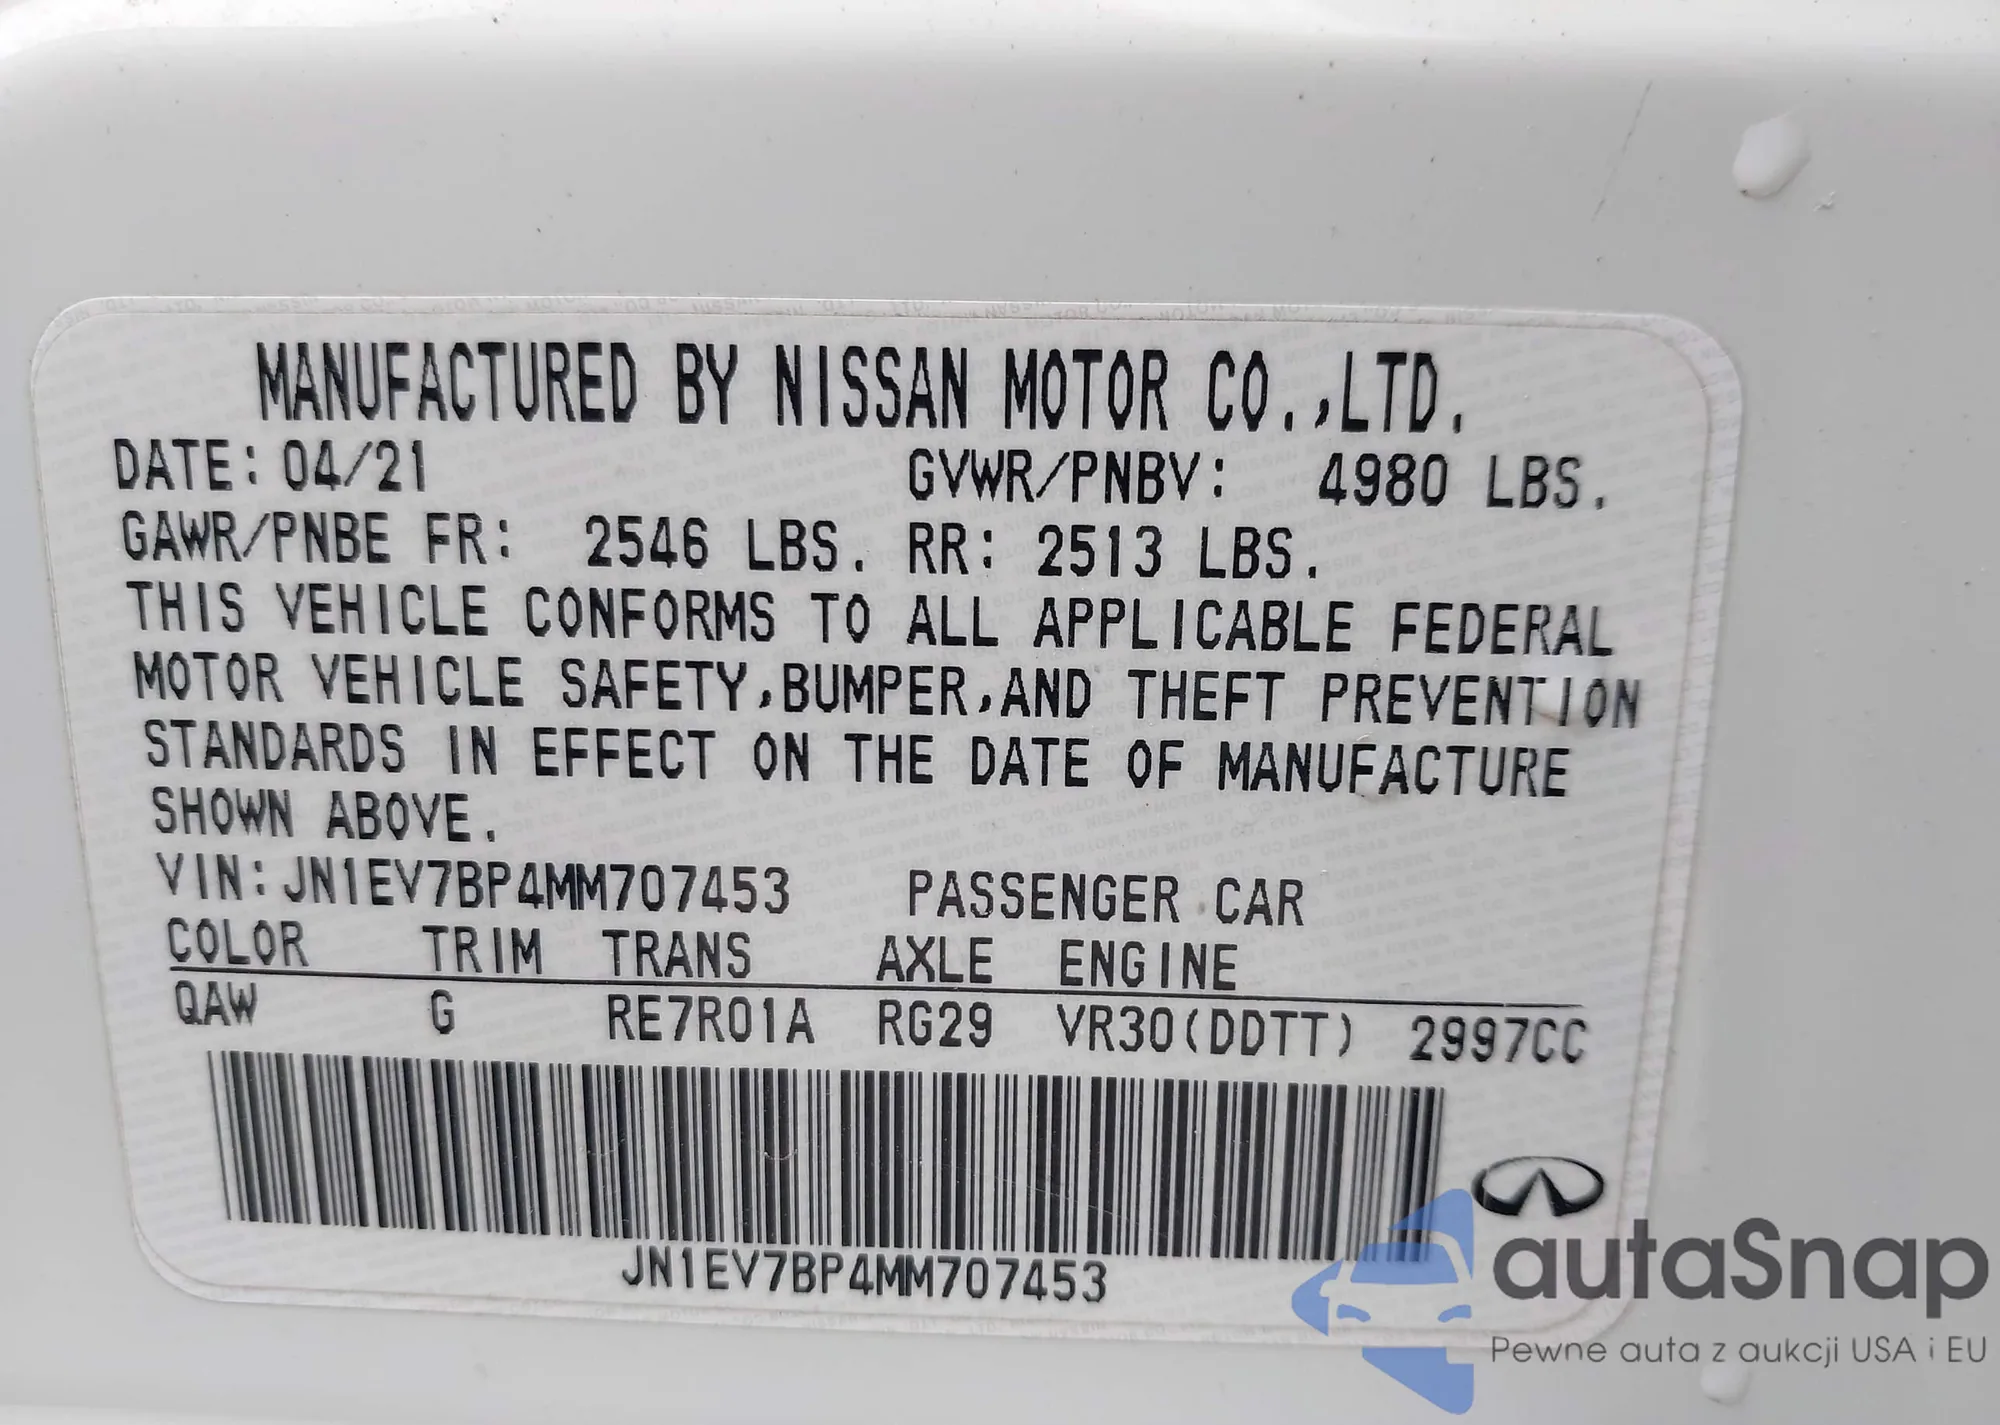 MANUFACTURED BY NISSAN MOTOR CO.,LTD.
DATE: 04/21 GVWR/PNBV: 4980 LBS.
GAWR/PNBE FR: 2546 LBS. RR: 2513 LBS.
THIS VEHICLE CONFORMS TO ALL APPLICABLE FEDERAL
MOTOR VEHICLE SAFETY,BUMPER,AND THEFT PREVENTION
STANDARDS IN EFFECT ON THE DATE OF MANUFACTURE
SHOWN ABOVE.
VIN:JN1EV7BP4MM707453 PASSENGER CAR
COLOR TRIM TRANS AXLE ENGINE
QAW G RE7R01A RG29 VR30(DDTT) 2997CC
JN1EV7BP4MM707453
autaSnap
Pewne auta z aukcji USA i EU